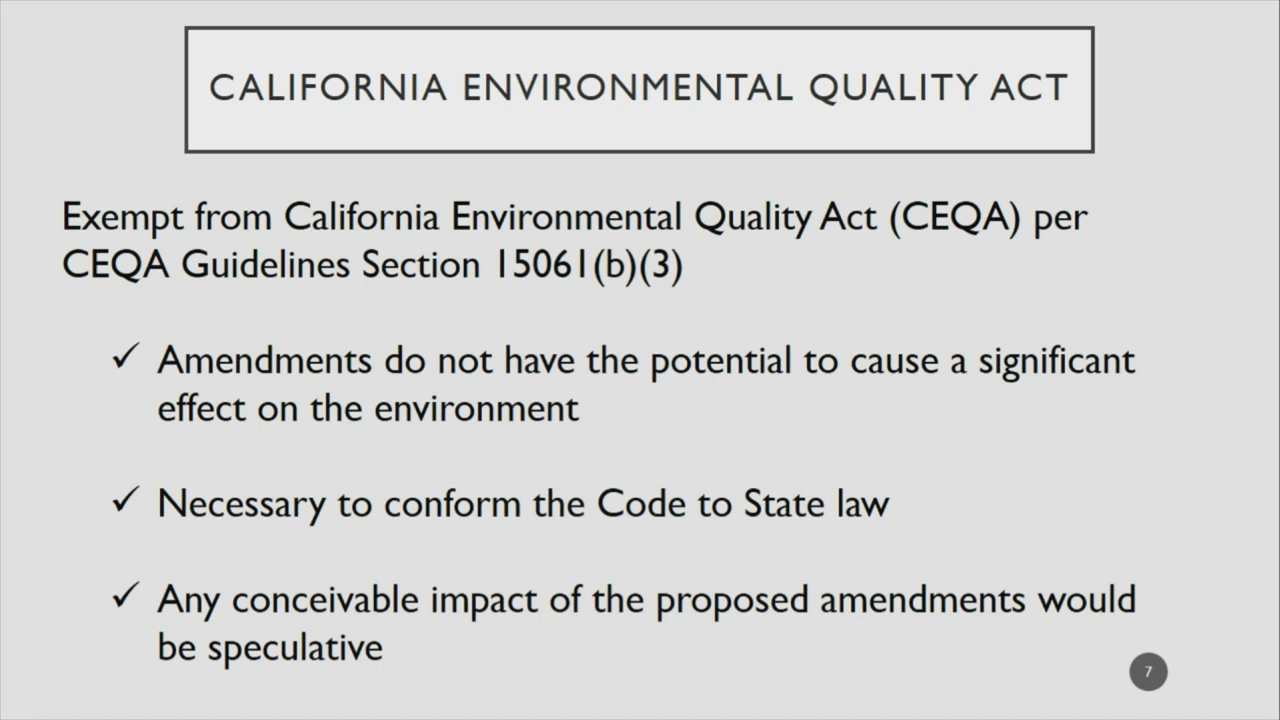 CALIFORNIA ENVIRONMENTAL QUALITY ACT
Exempt from California Environmental Quality Act (CEQA) per
CEQA Guidelines Section 15061(b)(3)
✓ Amendments do not have the potential to cause a significant
effect on the environment
✓ Necessary to conform the Code to State law
✓ Any conceivable impact of the proposed amendments would
be speculative
7